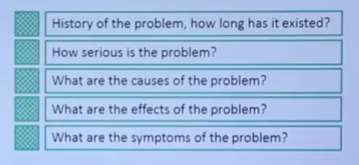 History of the problem, how long has it existed?
How serious is the problem?
What are the causes of the problem?
What are the effects of the problem?
What are the symptoms of the problem?